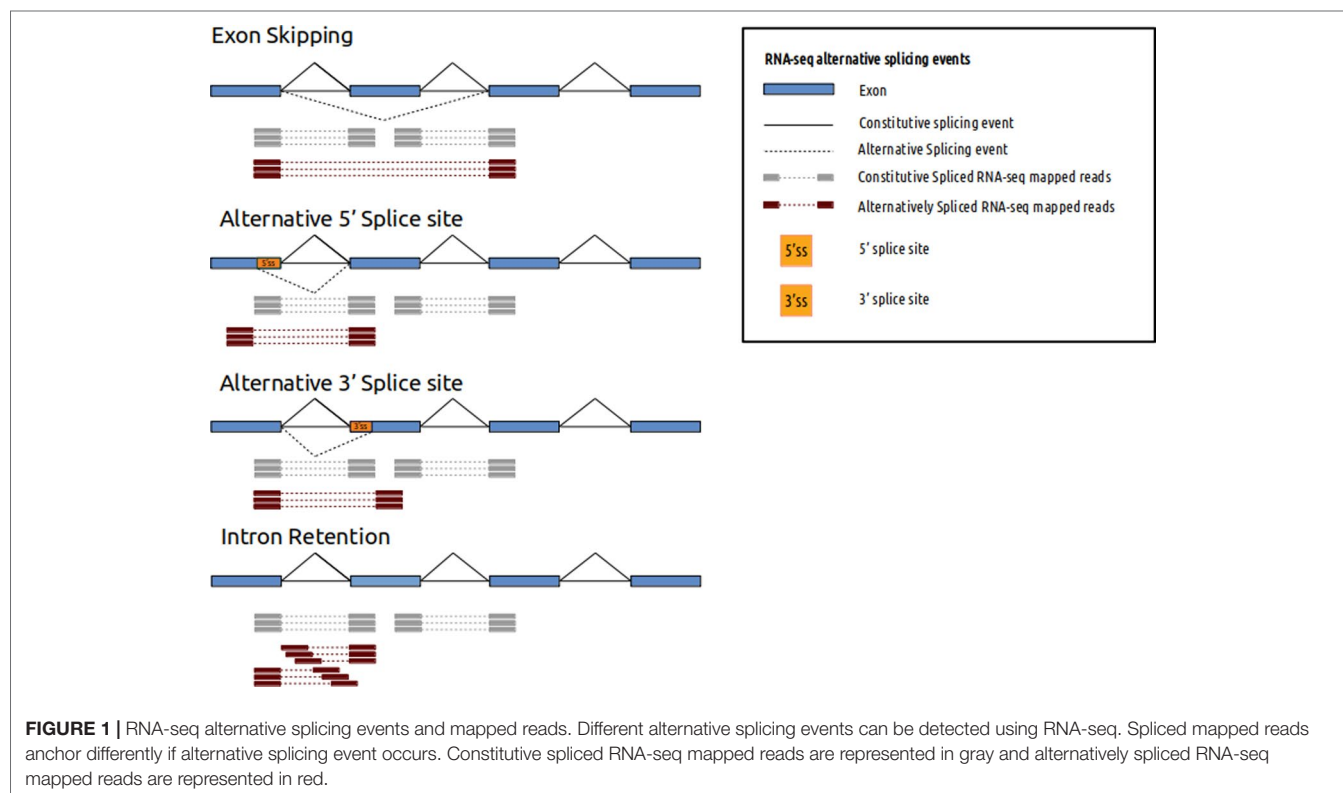 Exon Skipping
RNA-seq alternative splicing events
Exon
Constitutive splicing event
Alternative Splicing event
Constitutive Spliced RNA-seq mapped reads
Alternatively Spliced RNA-seq mapped reads
5'ss
5' splice site
3'ss
3' splice site
Alternative 5' Splice site
5'ss
Alternative 3' Splice site
3'ss
Intron Retention
FIGURE 1 | RNA-seq alternative splicing events and mapped reads. Different alternative splicing events can be detected using RNA-seq. Spliced mapped reads
anchor differently if alternative splicing event occurs. Constitutive spliced RNA-seq mapped reads are represented in gray and alternatively spliced RNA-seq
mapped reads are represented in red.